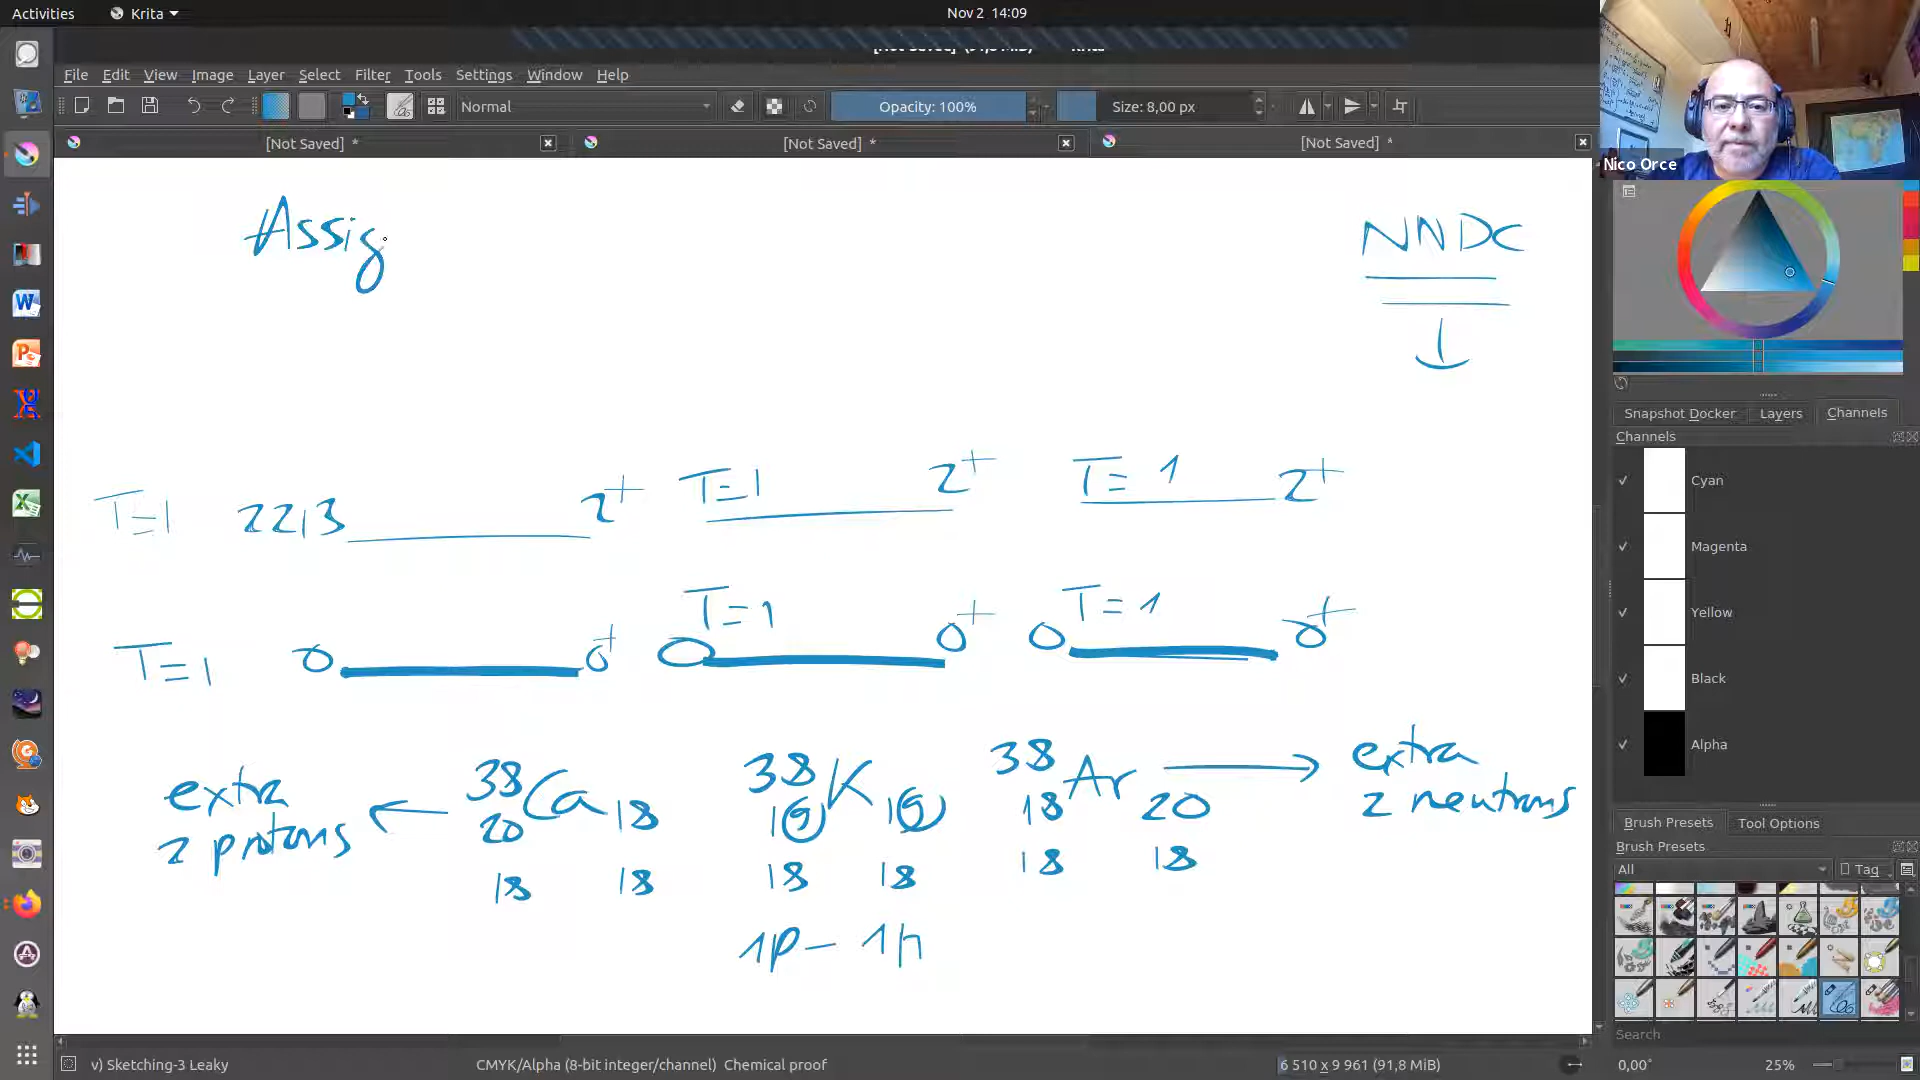 Activities
Krita
Nov 2 14:09
File Edit View Image Layer Select Filter Tools Settings Window Help
Normal
Opacity: 100%
Size: 8,00 px
[Not Saved] *
[Not Saved] *
[Not Saved] *
Nico Orce
Assig
NNDC
T=1 2213 2+ T=1 2+ T=1 2+
T=1 0 0+ T=1 0 0+ T=1 0 0+
extra
2 protons
38 Ca
20 18
18 18
38 K
19 19
18 18
1p-1h
38 Ar
18 20
18 18
extra
2 neutrons
Snapshot Docker Layers Channels
Channels
Cyan
Magenta
Yellow
Black
Alpha
Brush Presets Tool Options
Brush Presets
All
Tag
Search
v) Sketching-3 Leaky
CMYK/Alpha (8-bit integer/channel) Chemical proof
6 510 x 9 961 (91,8 MiB)
0,00°
25%